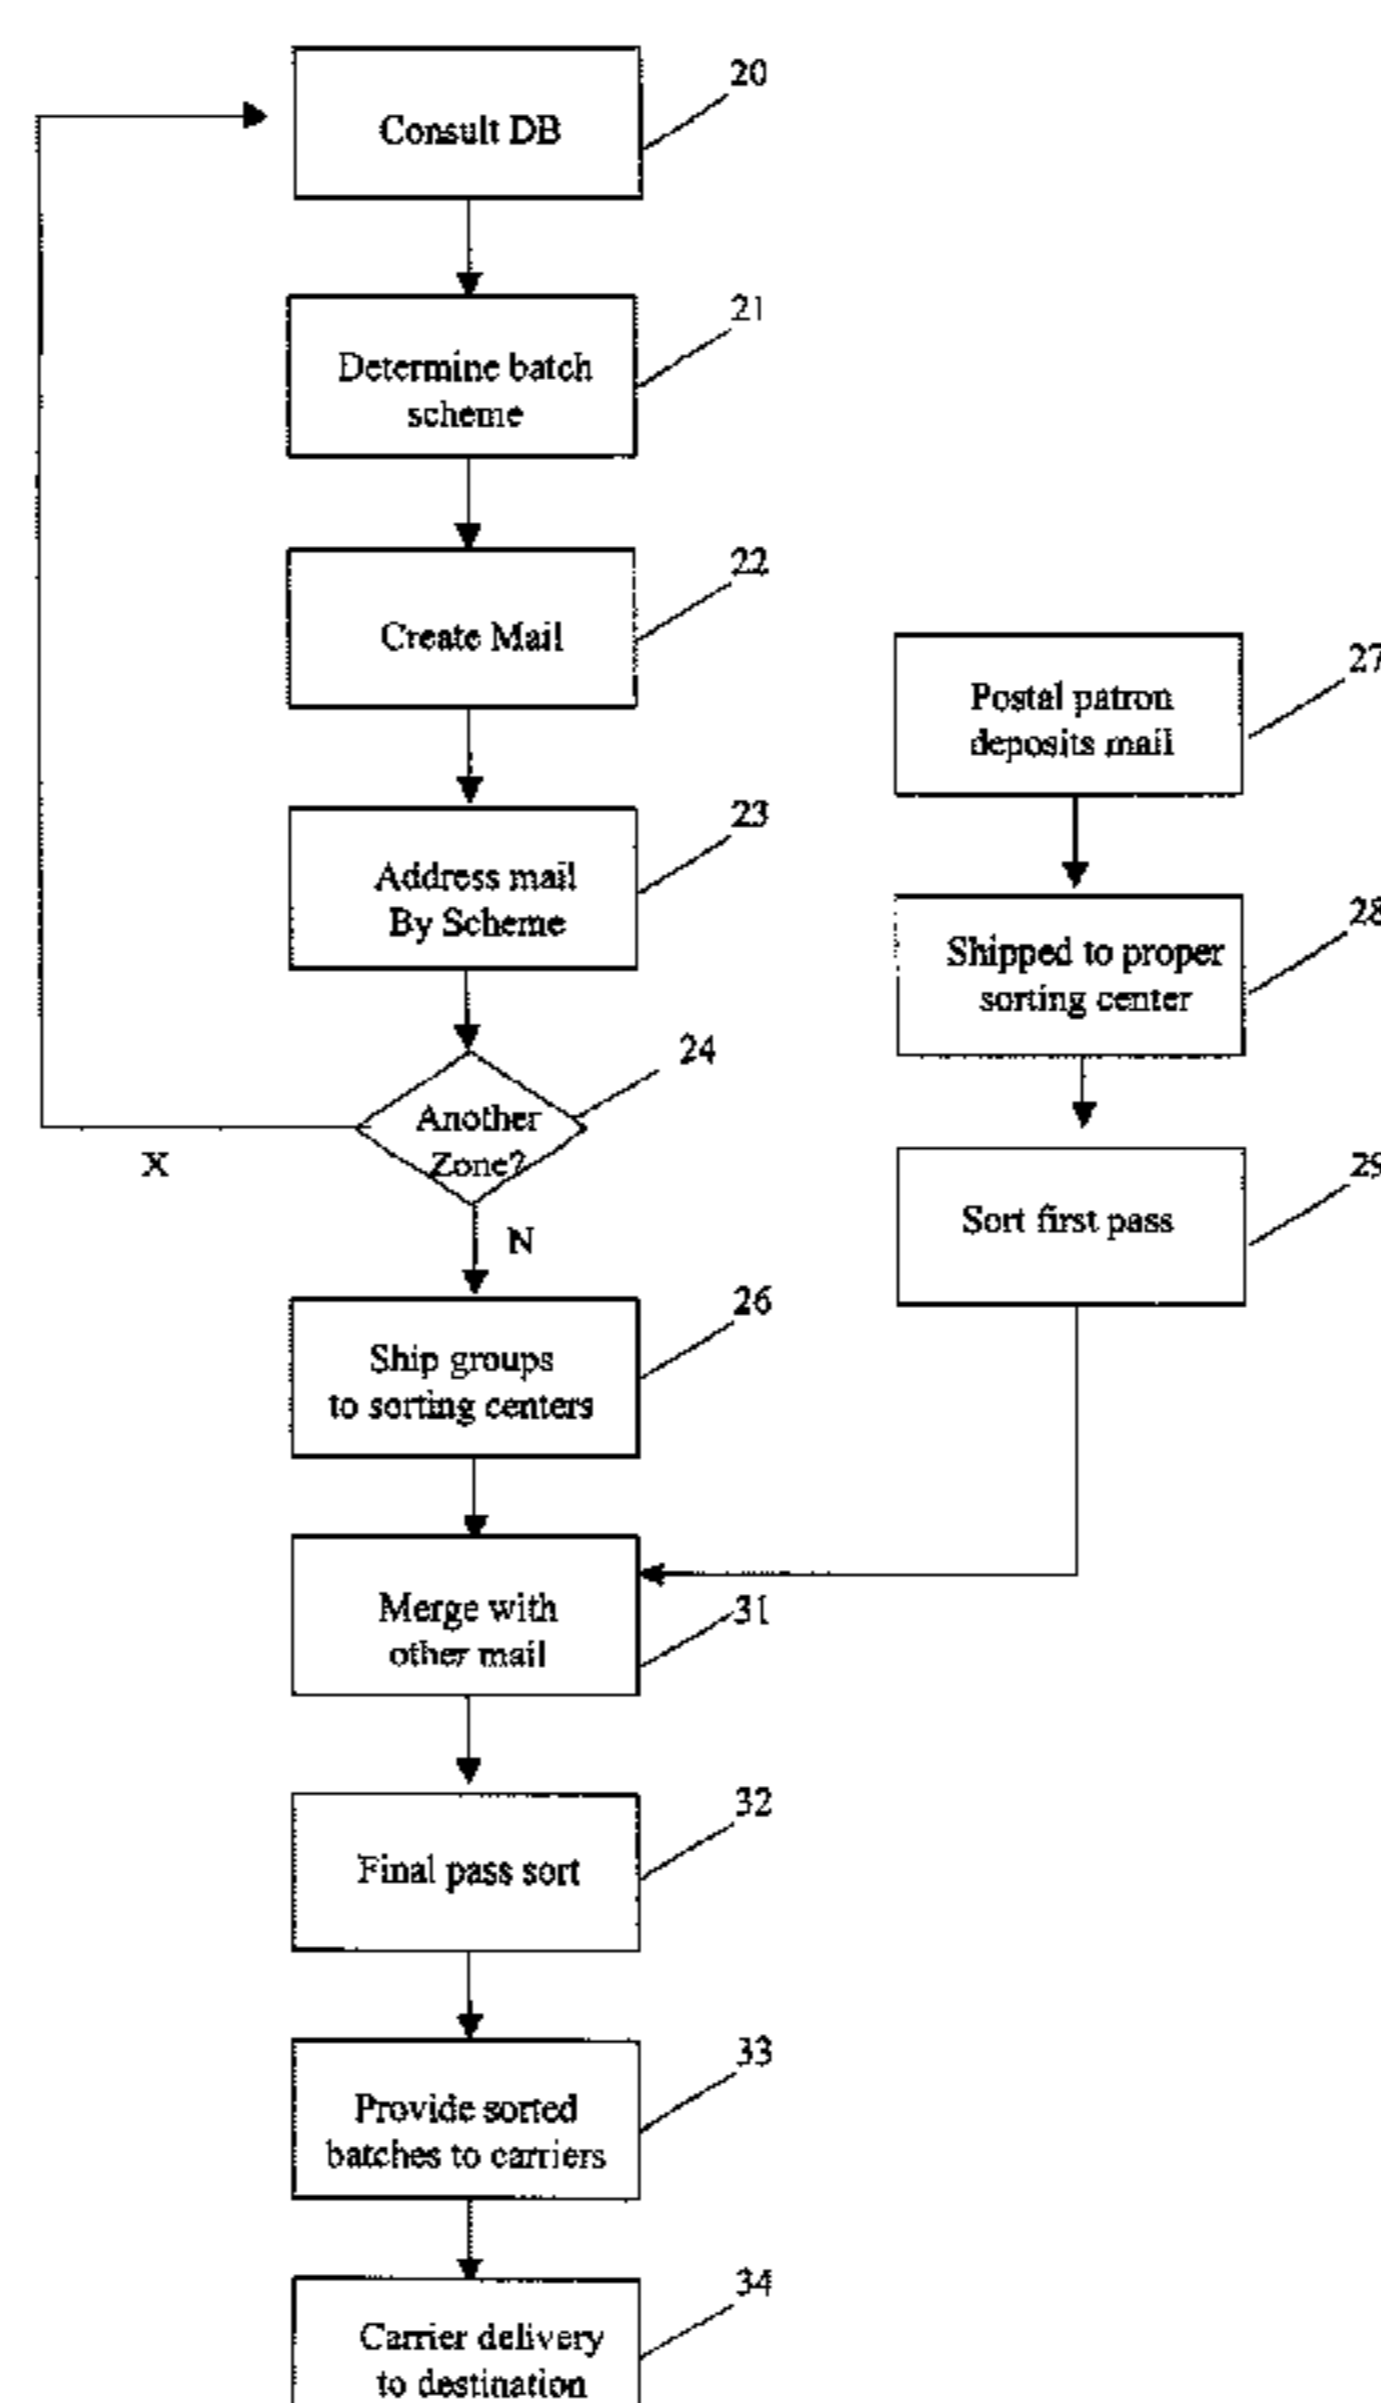 20
Consult DB
21
Determine batch
scheme
22
Create Mail
23
Address mail
By Scheme
24
Another
Zone?
X
N
26
Ship groups
to sorting centers
27
Postal patron
deposits mail
28
Shipped to proper
sorting center
29
Sort first pass
31
Merge with
other mail
32
Final pass sort
33
Provide sorted
batches to carriers
34
Carrier delivery
to destination